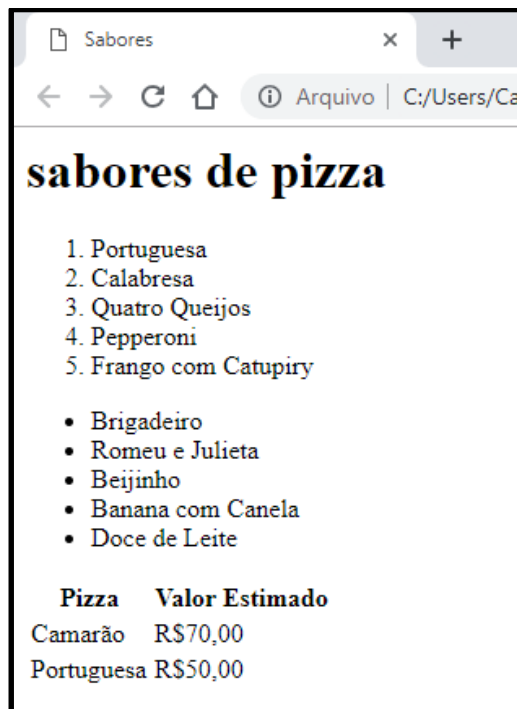 Sabores
Arquivo | C:/Users/Ca
sabores de pizza
1. Portuguesa
2. Calabresa
3. Quatro Queijos
4. Pepperoni
5. Frango com Catupiry
• Brigadeiro
• Romeu e Julieta
• Beijinho
• Banana com Canela
• Doce de Leite
Pizza Valor Estimado
Camarão R$70,00
Portuguesa R$50,00